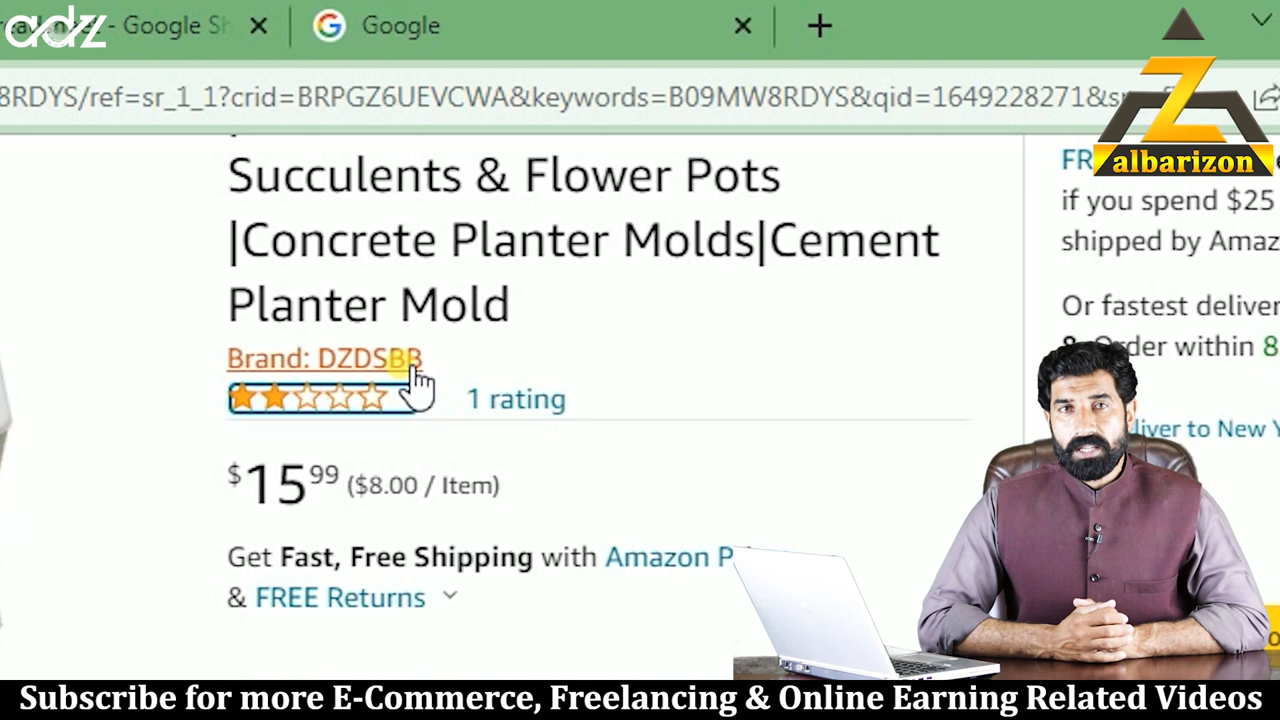 adz
- Google Sh
Google
8RDYS/ref=sr_1_1?crid=BRPGZ6UEVCWA&keywords=B09MW8RDYS&qid=1649228271&s
albarizon
Succulents & Flower Pots
|Concrete Planter Molds|Cement
Planter Mold
Brand: DZDSBB
1 rating
$15.99 ($8.00 / Item)
Get Fast, Free Shipping with Amazon P
& FREE Returns
FR
if you spend $25
shipped by Amaz
Or fastest deliver
8. Order within 8
liver to New Y
Subscribe for more E-Commerce, Freelancing & Online Earning Related Videos